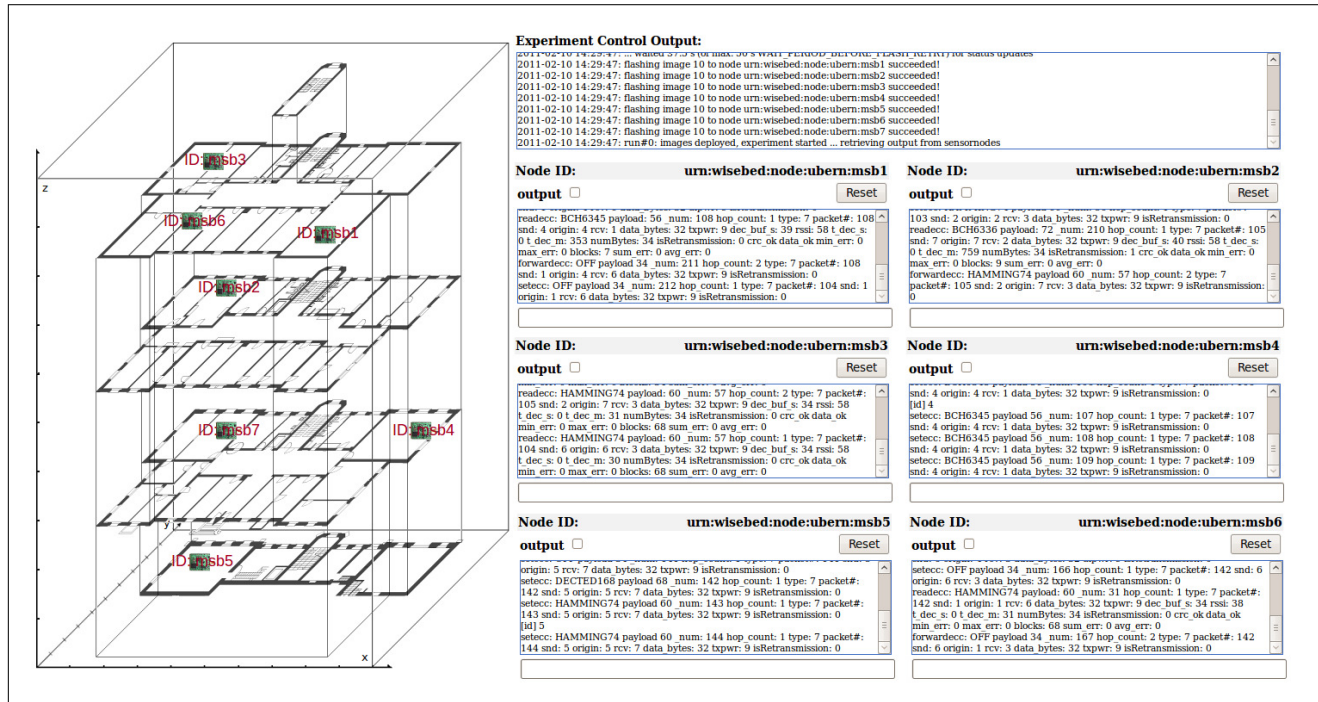 Experiment Control Output:
2011-02-10 14:29:47: ... waited 37.5 s (of max. 30 s WAIT_PERIOD_BEFORE_FLASH_RETRY) for status updates
2011-02-10 14:29:47: flashing image 10 to node urn:wisebed:node:ubern:msb1 succeeded!
2011-02-10 14:29:47: flashing image 10 to node urn:wisebed:node:ubern:msb2 succeeded!
2011-02-10 14:29:47: flashing image 10 to node urn:wisebed:node:ubern:msb3 succeeded!
2011-02-10 14:29:47: flashing image 10 to node urn:wisebed:node:ubern:msb4 succeeded!
2011-02-10 14:29:47: flashing image 10 to node urn:wisebed:node:ubern:msb5 succeeded!
2011-02-10 14:29:47: flashing image 10 to node urn:wisebed:node:ubern:msb6 succeeded!
2011-02-10 14:29:47: flashing image 10 to node urn:wisebed:node:ubern:msb7 succeeded!
2011-02-10 14:29:47: run#0: images deployed, experiment started ... retrieving output from sensornodes
ID:msb3
z
ID:msb6
ID:msb1
ID:msb2
ID:msb7
ID:msb4
y
ID:msb5
x
Node ID: urn:wisebed:node:ubern:msb1
output Reset
readecc: BCH6345 payload: 56 _num: 108 hop_count: 1 type: 7 packet#: 108
snd: 4 origin: 4 rcv: 1 data_bytes: 32 txpwr: 9 dec_buf_s: 39 rssi: 58 t_dec_s:
0 t_dec_m: 353 numBytes: 34 isRetransmission: 0 crc_ok data_ok min_err: 0
max_err: 0 blocks: 7 sum_err: 0 avg_err: 0
forwardecc: OFF payload 34 _num: 211 hop_count: 2 type: 7 packet#: 108
snd: 1 origin: 4 rcv: 6 data_bytes: 32 txpwr: 9 isRetransmission: 0
setecc: OFF payload 34 _num: 212 hop_count: 1 type: 7 packet#: 104 snd: 1
origin: 1 rcv: 6 data_bytes: 32 txpwr: 9 isRetransmission: 0
Node ID: urn:wisebed:node:ubern:msb2
output Reset
103 snd: 2 origin: 2 rcv: 3 data_bytes: 32 txpwr: 9 isRetransmission: 0
readecc: BCH6336 payload: 72 _num: 210 hop_count: 1 type: 7 packet#: 105
snd: 7 origin: 7 rcv: 2 data_bytes: 32 txpwr: 9 dec_buf_s: 40 rssi: 58 t_dec_s:
0 t_dec_m: 759 numBytes: 34 isRetransmission: 1 crc_ok data_ok min_err: 0
max_err: 0 blocks: 9 sum_err: 0 avg_err: 0
forwardecc: HAMMING74 payload 60 _num: 57 hop_count: 2 type: 7
packet#: 105 snd: 2 origin: 7 rcv: 3 data_bytes: 32 txpwr: 9 isRetransmission:
0
Node ID: urn:wisebed:node:ubern:msb3
output Reset
readecc: HAMMING74 payload: 60 _num: 57 hop_count: 2 type: 7 packet#:
105 snd: 2 origin: 7 rcv: 3 data_bytes: 32 txpwr: 9 dec_buf_s: 34 rssi: 58
t_dec_s: 0 t_dec_m: 31 numBytes: 34 isRetransmission: 0 crc_ok data_ok
min_err: 0 max_err: 0 blocks: 68 sum_err: 0 avg_err: 0
readecc: HAMMING74 payload: 60 _num: 57 hop_count: 1 type: 7 packet#:
104 snd: 6 origin: 6 rcv: 3 data_bytes: 32 txpwr: 9 dec_buf_s: 34 rssi: 58
t_dec_s: 0 t_dec_m: 30 numBytes: 34 isRetransmission: 0 crc_ok data_ok
min_err: 0 max_err: 0 blocks: 68 sum_err: 0 avg_err: 0
Node ID: urn:wisebed:node:ubern:msb4
output Reset
snd: 4 origin: 4 rcv: 1 data_bytes: 32 txpwr: 9 isRetransmission: 0
[id] 4
setecc: BCH6345 payload 56 _num: 107 hop_count: 1 type: 7 packet#: 107
snd: 4 origin: 4 rcv: 1 data_bytes: 32 txpwr: 9 isRetransmission: 0
setecc: BCH6345 payload 56 _num: 108 hop_count: 1 type: 7 packet#: 108
snd: 4 origin: 4 rcv: 1 data_bytes: 32 txpwr: 9 isRetransmission: 0
setecc: BCH6345 payload 56 _num: 109 hop_count: 1 type: 7 packet#: 109
snd: 4 origin: 4 rcv: 1 data_bytes: 32 txpwr: 9 isRetransmission: 0
Node ID: urn:wisebed:node:ubern:msb5
output Reset
origin: 5 rcv: 7 data_bytes: 32 txpwr: 9 isRetransmission: 0
setecc: DECTED168 payload 68 _num: 142 hop_count: 1 type: 7 packet#:
142 snd: 5 origin: 5 rcv: 7 data_bytes: 32 txpwr: 9 isRetransmission: 0
setecc: HAMMING74 payload 60 _num: 143 hop_count: 1 type: 7 packet#:
143 snd: 5 origin: 5 rcv: 7 data_bytes: 32 txpwr: 9 isRetransmission: 0
[id] 5
setecc: HAMMING74 payload 60 _num: 144 hop_count: 1 type: 7 packet#:
144 snd: 5 origin: 5 rcv: 7 data_bytes: 32 txpwr: 9 isRetransmission: 0
Node ID: urn:wisebed:node:ubern:msb6
output Reset
setecc: OFF payload 34 _num: 166 hop_count: 1 type: 7 packet#: 142 snd: 6
origin: 6 rcv: 3 data_bytes: 32 txpwr: 9 isRetransmission: 0
readecc: HAMMING74 payload: 60 _num: 31 hop_count: 1 type: 7 packet#:
142 snd: 1 origin: 1 rcv: 6 data_bytes: 32 txpwr: 9 dec_buf_s: 34 rssi: 38
t_dec_s: 0 t_dec_m: 31 numBytes: 34 isRetransmission: 0 crc_ok data_ok
min_err: 0 max_err: 0 blocks: 68 sum_err: 0 avg_err: 0
forwardecc: OFF payload 34 _num: 167 hop_count: 2 type: 7 packet#: 142
snd: 6 origin: 1 rcv: 3 data_bytes: 32 txpwr: 9 isRetransmission: 0